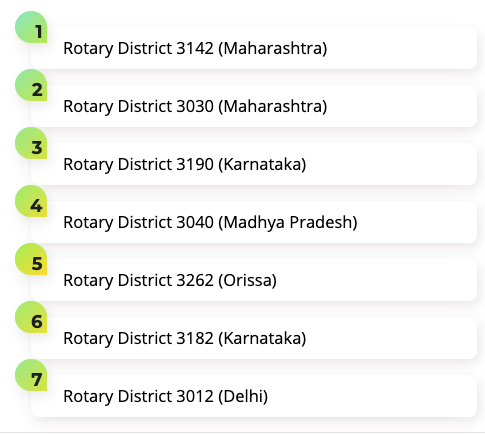 1
Rotary District 3142 (Maharashtra)
2
Rotary District 3030 (Maharashtra)
3
Rotary District 3190 (Karnataka)
4
Rotary District 3040 (Madhya Pradesh)
5
Rotary District 3262 (Orissa)
6
Rotary District 3182 (Karnataka)
7
Rotary District 3012 (Delhi)